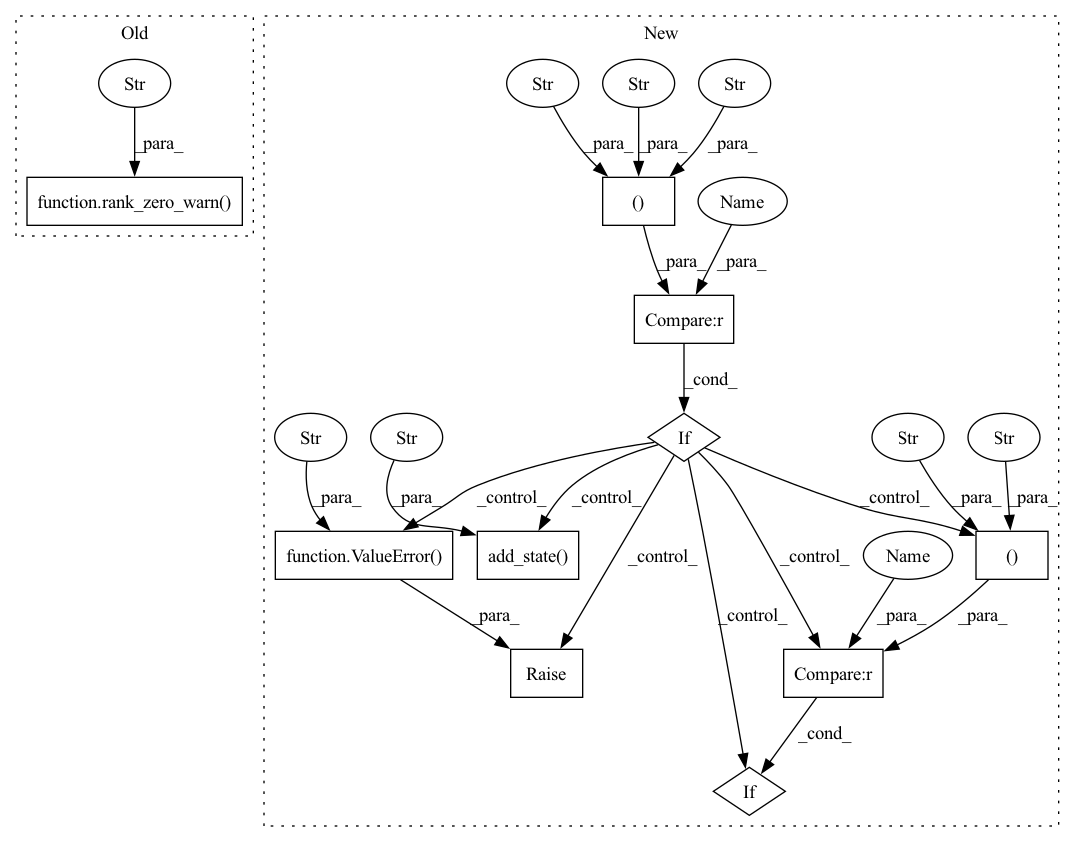 Old
New
Str
Str
Str
Str
_para_
_para_
_para_
_para_
function.rank_zero_warn()
()
Name
_para_
_para_
Compare:r
_cond_
Str
Str
If
Str
Str
_para_
_para_
_control_
_control_
_control_
_para_
_para_
function.ValueError()
add_state()
_control_
_control_
Name
()
_para_
_control_
_para_
_para_
Raise
Compare:r
_cond_
If